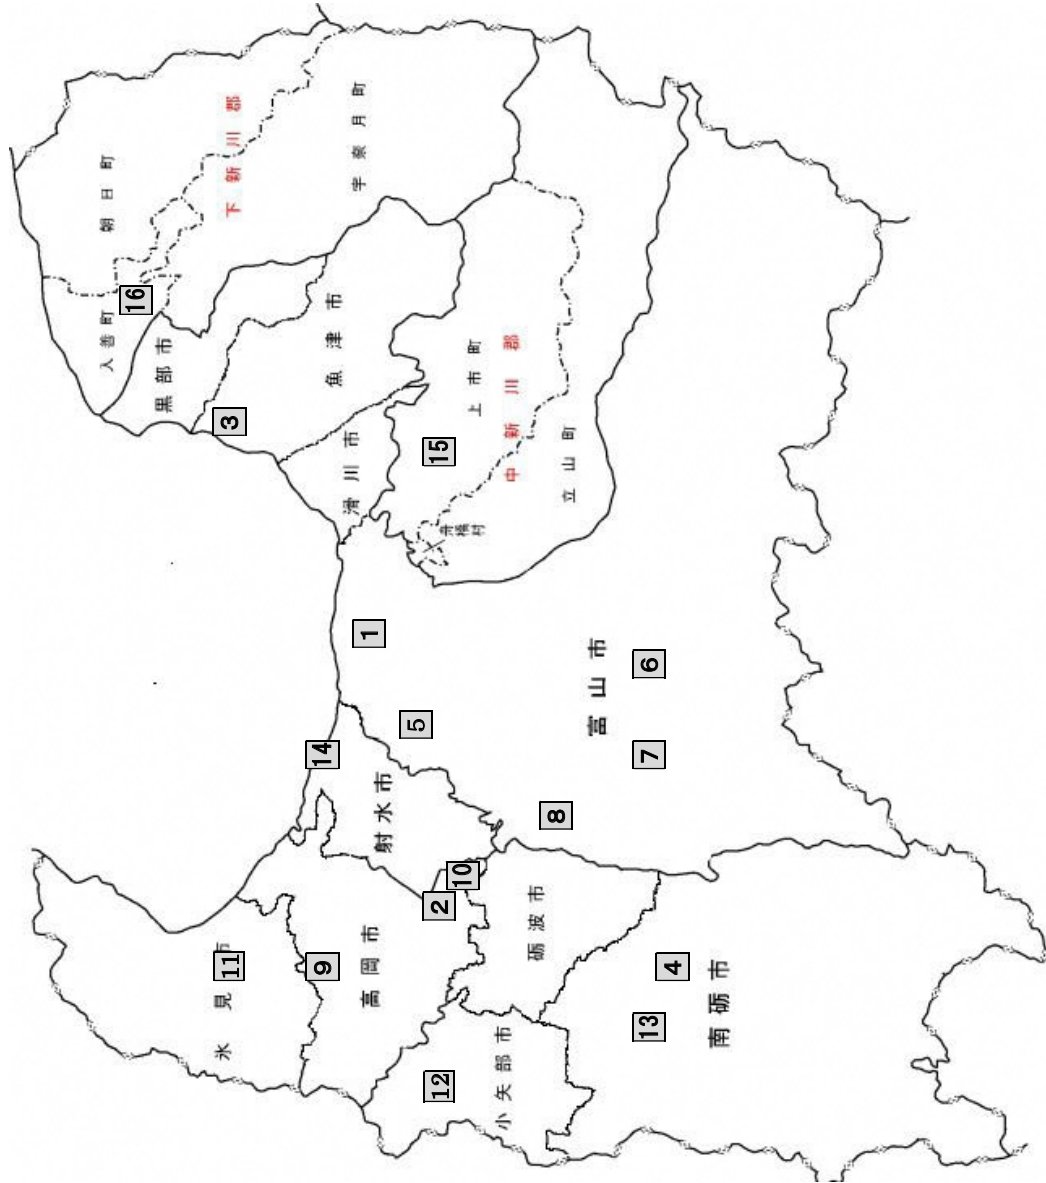 氷見市
11
朝日町
入善町
16
黒部市
下新川郡
3
宇奈月町
9
14
魚津市
滑川市
高岡市
1
射水市
5
12
2
15
10
舟橋村
上市町
小矢部市
中新川郡
砺波市
8
立山町
富山市
13
7
6
4
南砺市